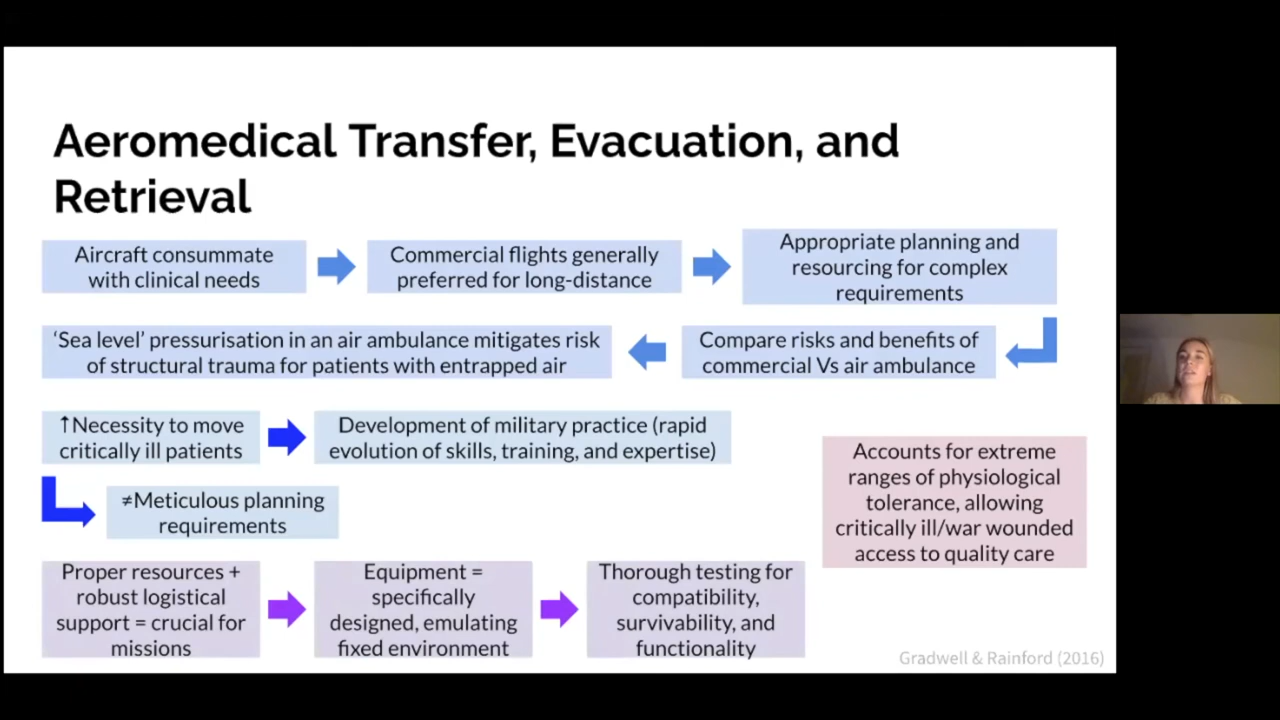 Aeromedical Transfer, Evacuation, and
Retrieval
Aircraft consummate
with clinical needs
Commercial flights generally
preferred for long-distance
Appropriate planning and
resourcing for complex
requirements
Compare risks and benefits of
commercial Vs air ambulance
‘Sea level’ pressurisation in an air ambulance mitigates risk
of structural trauma for patients with entrapped air
↑Necessity to move
critically ill patients
Development of military practice (rapid
evolution of skills, training, and expertise)
≠Meticulous planning
requirements
Accounts for extreme
ranges of physiological
tolerance, allowing
critically ill/war wounded
access to quality care
Proper resources +
robust logistical
support = crucial for
missions
Equipment =
specifically
designed, emulating
fixed environment
Thorough testing for
compatibility,
survivability, and
functionality
Gradwell & Rainford (2016)